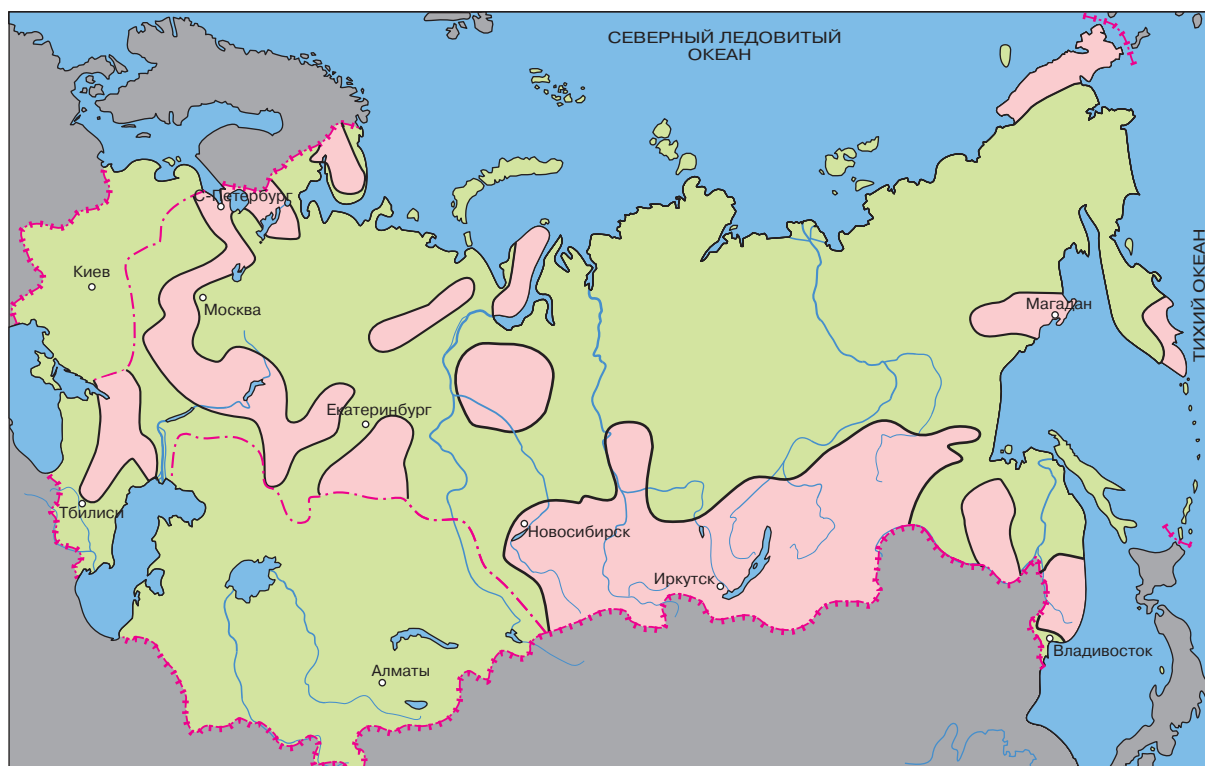 СЕВЕРНЫЙ ЛЕДОВИТЫЙ
ОКЕАН
С-Петербург
ТИХИЙ ОКЕАН
Киев
Москва
Магадан
Екатеринбург
Тбилиси
Новосибирск
Иркутск
Владивосток
Алматы